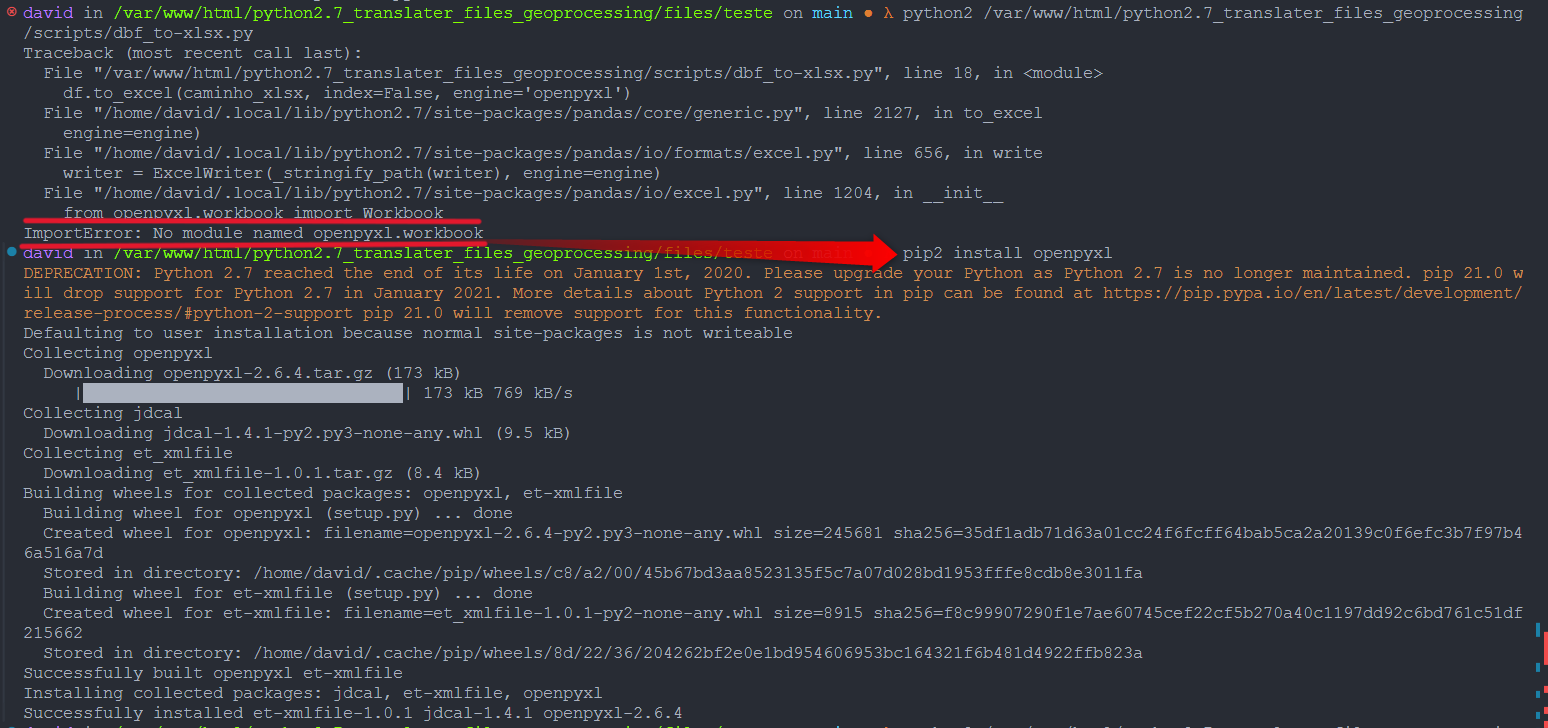 david in /var/www/html/python2.7_translater_files_geoprocessing/files/teste on main ● λ python2 /var/www/html/python2.7_translater_files_geoprocessing
/scripts/dbf_to-xlsx.py
Traceback (most recent call last):
  File "/var/www/html/python2.7_translater_files_geoprocessing/scripts/dbf_to-xlsx.py", line 18, in <module>
    df.to_excel(caminho_xlsx, index=False, engine='openpyxl')
  File "/home/david/.local/lib/python2.7/site-packages/pandas/core/generic.py", line 2127, in to_excel
    engine=engine)
  File "/home/david/.local/lib/python2.7/site-packages/pandas/io/formats/excel.py", line 656, in write
    writer = ExcelWriter(_stringify_path(writer), engine=engine)
  File "/home/david/.local/lib/python2.7/site-packages/pandas/io/excel.py", line 1204, in __init__
    from openpyxl.workbook import Workbook
ImportError: No module named openpyxl.workbook
david in /var/www/html/python2.7_translater_files_geoprocessing/files/teste on main pip2 install openpyxl
DEPRECATION: Python 2.7 reached the end of its life on January 1st, 2020. Please upgrade your Python as Python 2.7 is no longer maintained. pip 21.0 w
ill drop support for Python 2.7 in January 2021. More details about Python 2 support in pip can be found at https://pip.pypa.io/en/latest/development/
release-process/#python-2-support pip 21.0 will remove support for this functionality.
Defaulting to user installation because normal site-packages is not writeable
Collecting openpyxl
  Downloading openpyxl-2.6.4.tar.gz (173 kB)
     | | 173 kB 769 kB/s
Collecting jdcal
  Downloading jdcal-1.4.1-py2.py3-none-any.whl (9.5 kB)
Collecting et_xmlfile
  Downloading et_xmlfile-1.0.1.tar.gz (8.4 kB)
Building wheels for collected packages: openpyxl, et-xmlfile
  Building wheel for openpyxl (setup.py) ... done
  Created wheel for openpyxl: filename=openpyxl-2.6.4-py2.py3-none-any.whl size=245681 sha256=35df1adb71d63a01cc24f6fcff64bab5ca2a20139c0f6efc3b7f97b4
6a516a7d
  Stored in directory: /home/david/.cache/pip/wheels/c8/a2/00/45b67bd3aa8523135f5c7a07d028bd1953fffe8cdb8e3011fa
  Building wheel for et-xmlfile (setup.py) ... done
  Created wheel for et-xmlfile: filename=et_xmlfile-1.0.1-py2-none-any.whl size=8915 sha256=f8c99907290f1e7ae60745cef22cf5b270a40c1197dd92c6bd761c51df
215662
  Stored in directory: /home/david/.cache/pip/wheels/8d/22/36/204262bf2e0e1bd954606953bc164321f6b481d4922ffb823a
Successfully built openpyxl et-xmlfile
Installing collected packages: jdcal, et-xmlfile, openpyxl
Successfully installed et-xmlfile-1.0.1 jdcal-1.4.1 openpyxl-2.6.4